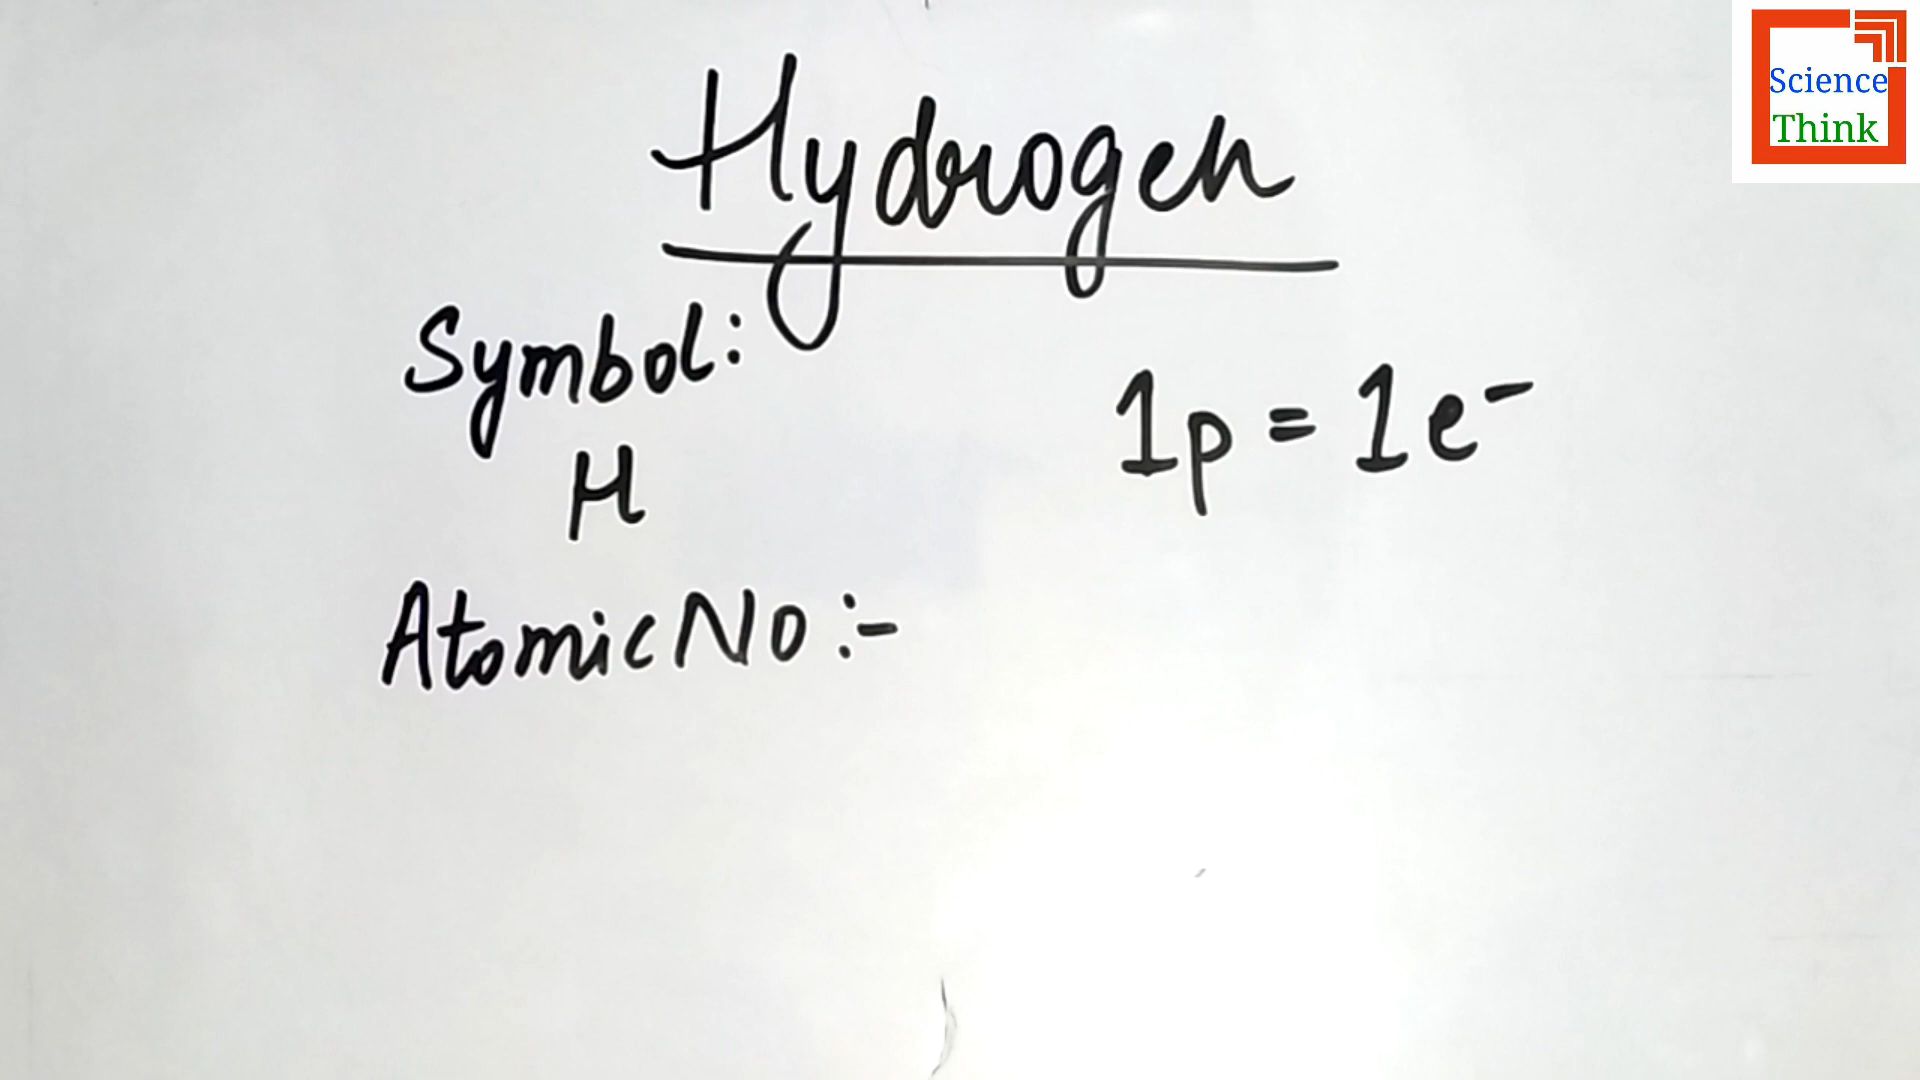 Hydrogen
Science
Think
Symbol:
H
1p = 1e⁻
Atomic No :-